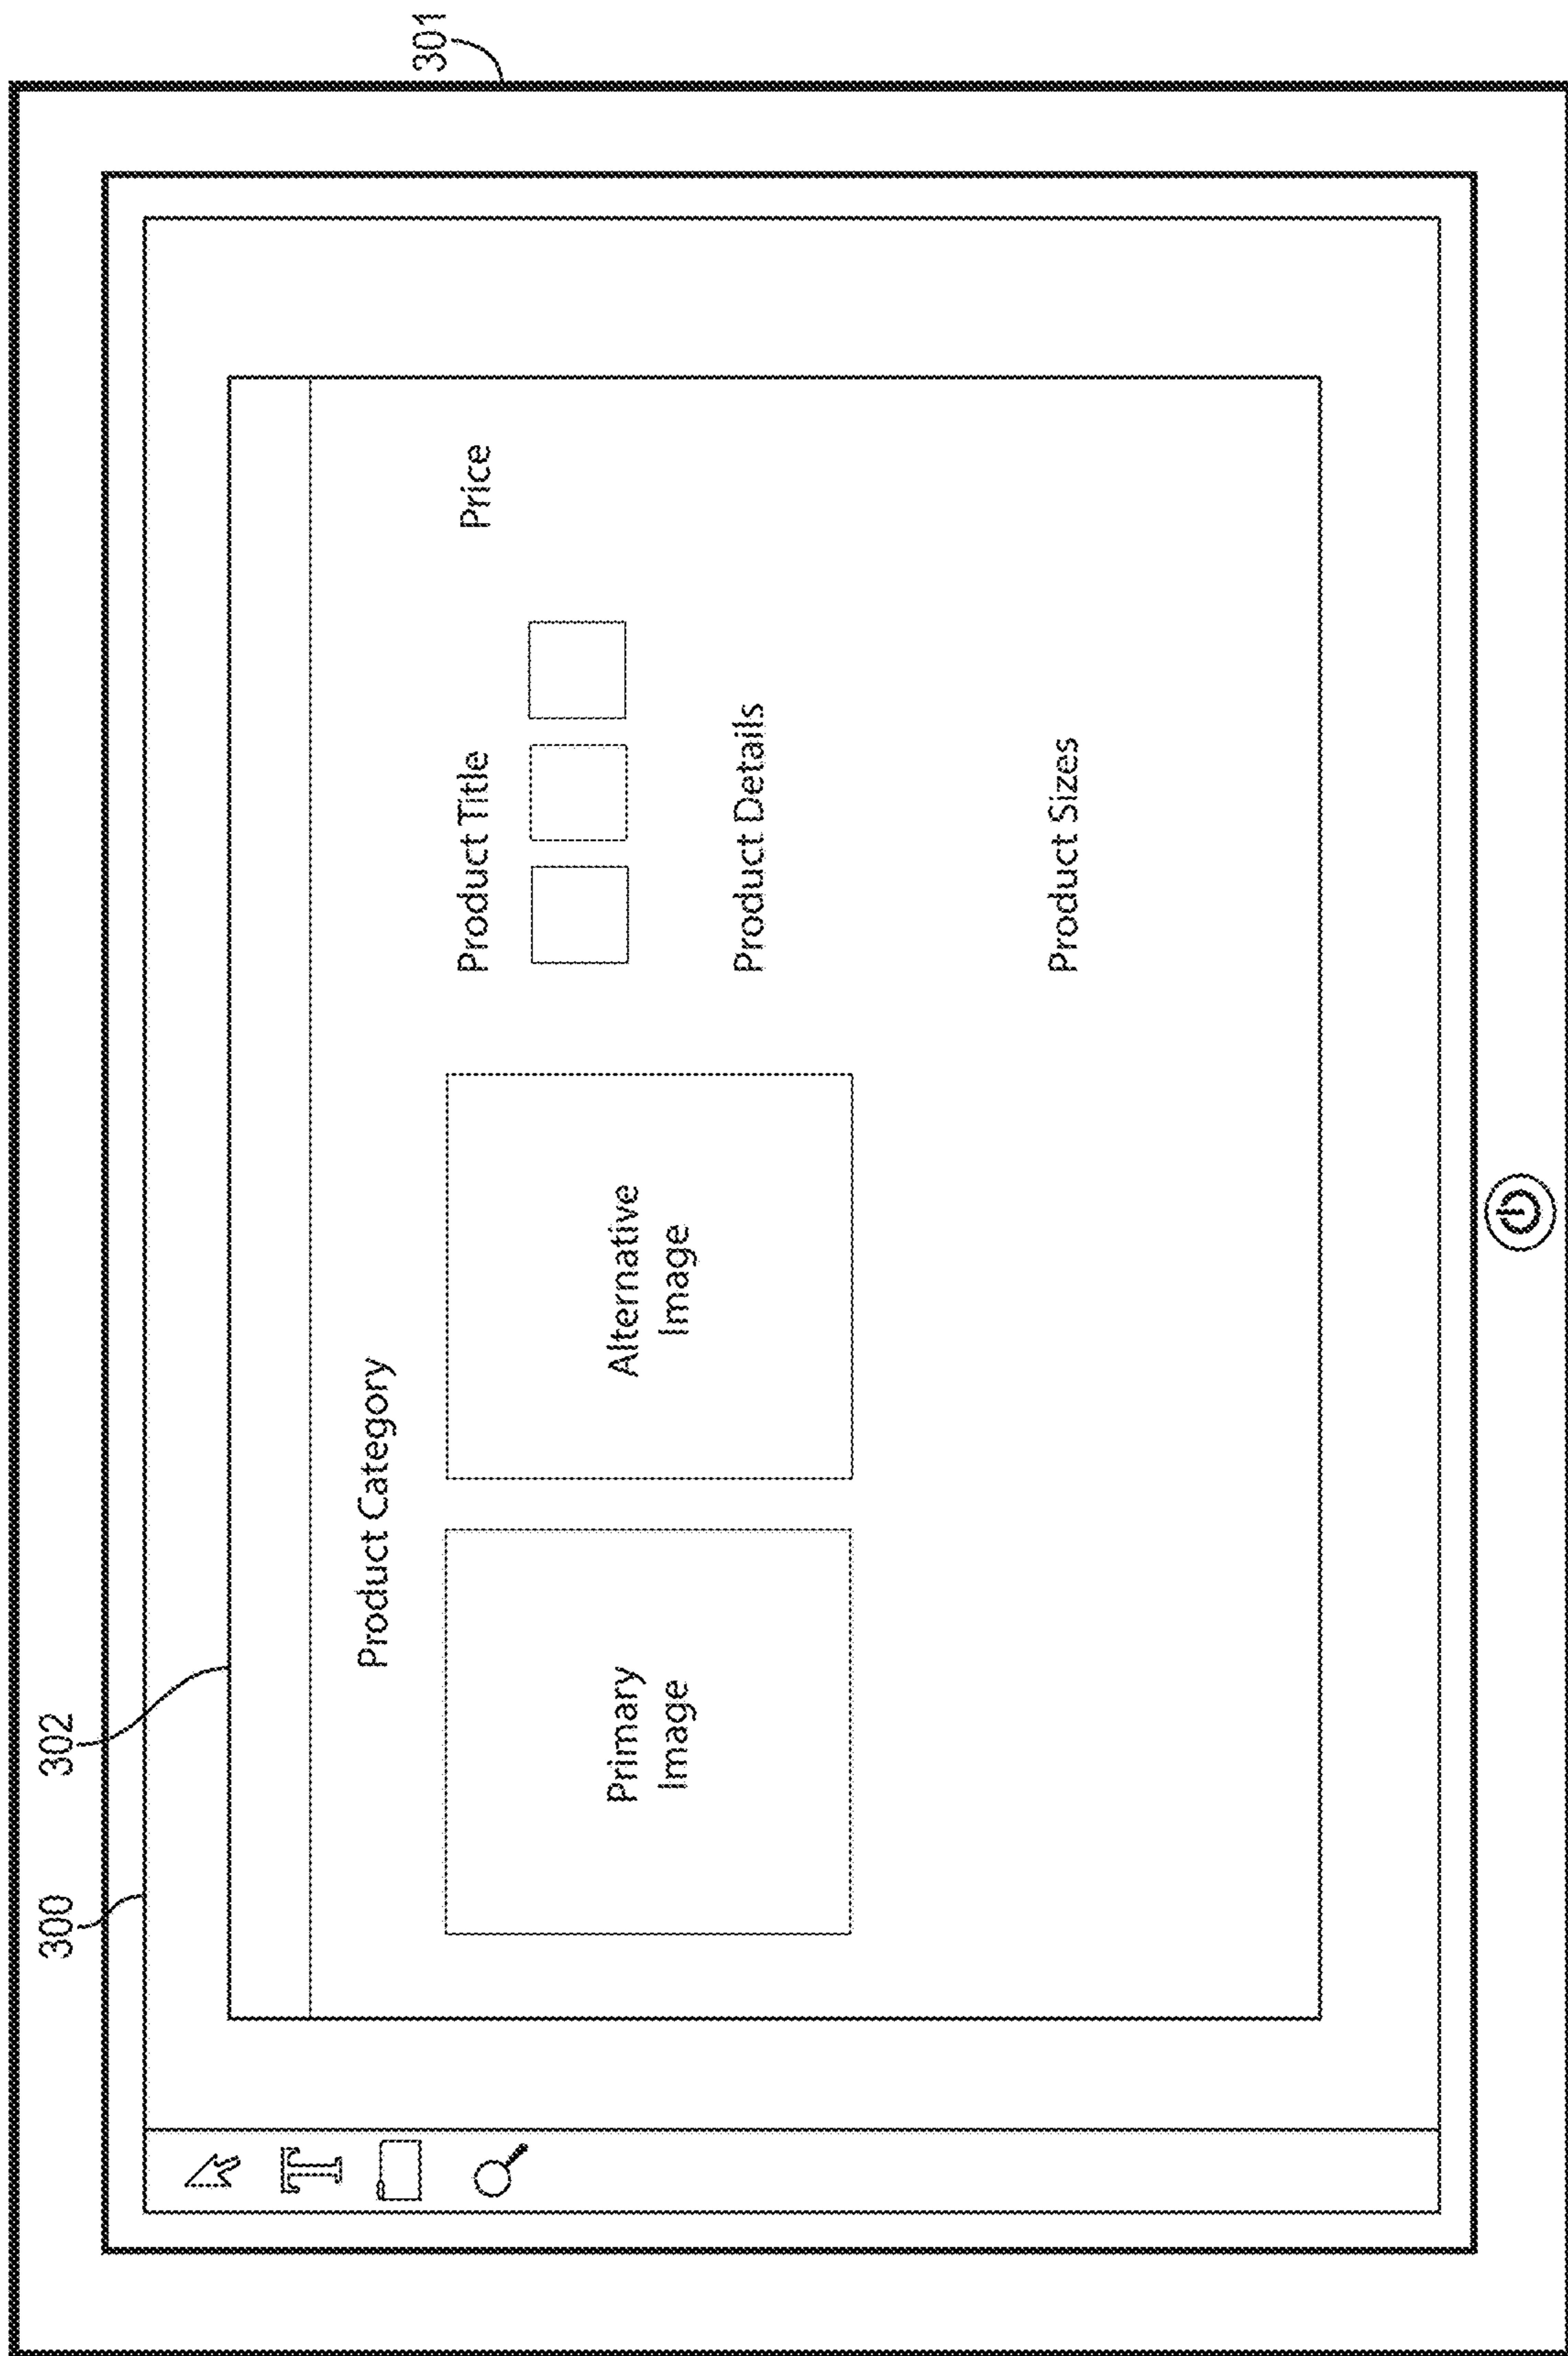 300
302
301
Product Category
Primary
Image
Alternative
Image
Product Title
Price
Product Details
Product Sizes
T